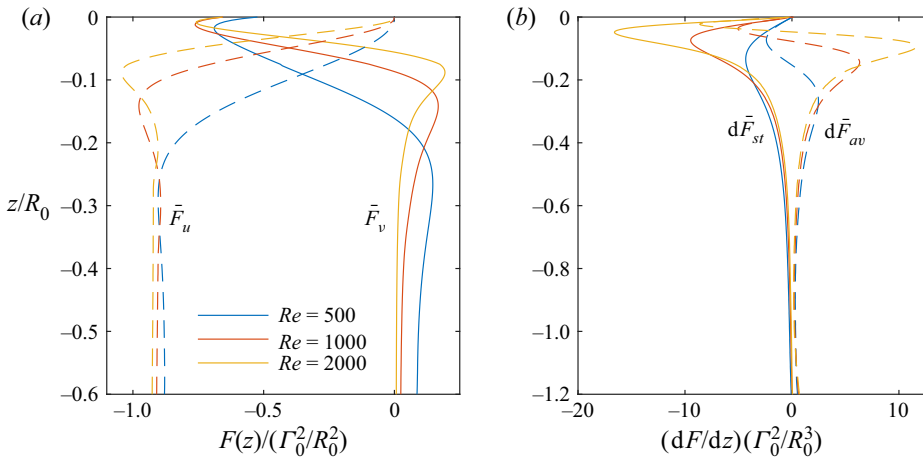 (a)
0
−0.1
−0.2
z/R₀
−0.3
−0.4
−0.5
−0.6
F̄ᵤ
F̄ᵥ
Re = 500
Re = 1000
Re = 2000
−1.0 −0.5 0
F(z)/(Γ₀²/R₀²)
(b)
0
−0.2
−0.4
−0.6
−0.8
−1.0
−1.2
dF̄ₛₜ
dF̄ₐᵥ
−20 −10 0 10
(dF/dz)(Γ₀²/R₀³)